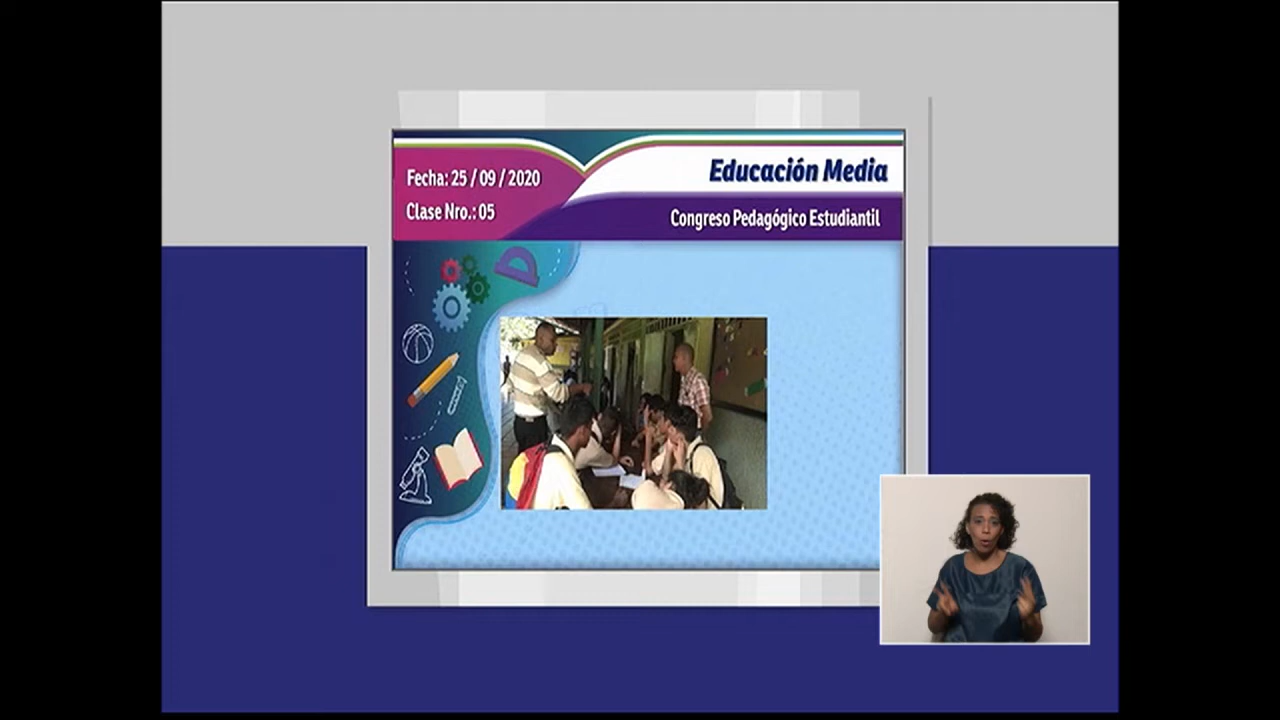 Fecha: 25 / 09 / 2020
Clase Nro.: 05
Educación Media
Congreso Pedagógico Estudiantil